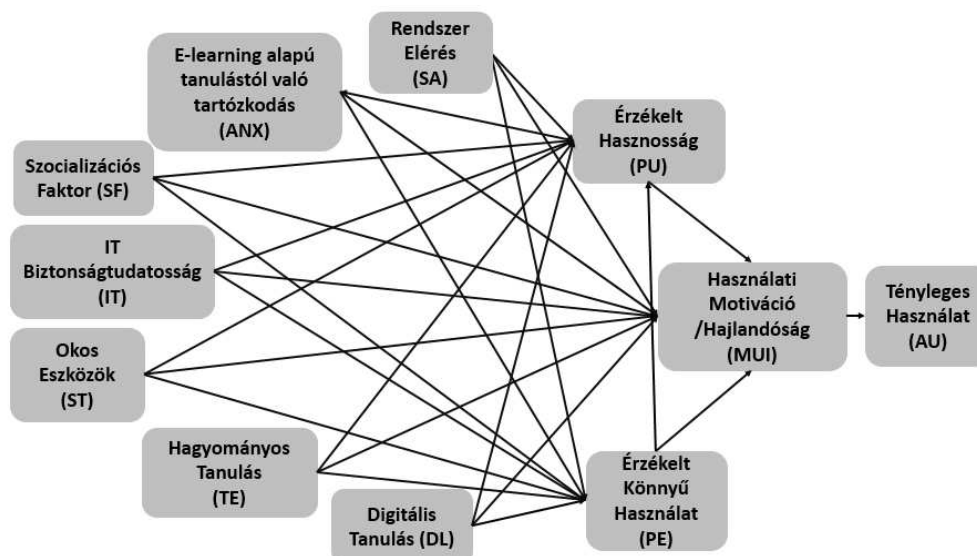 Rendszer
Elérés
(SA)
E-learning alapú
tanulástól való
tartózkodás
(ANX)
Érzékelt
Hasznosság
(PU)
Szocializációs
Faktor (SF)
IT
Biztonságtudatosság
(IT)
Használati
Motiváció
/Hajlandóság
(MUI)
Tényleges
Használat
(AU)
Okos
Eszközök
(ST)
Hagyományos
Tanulás
(TE)
Érzékelt
Könnyű
Használat
(PE)
Digitális
Tanulás (DL)